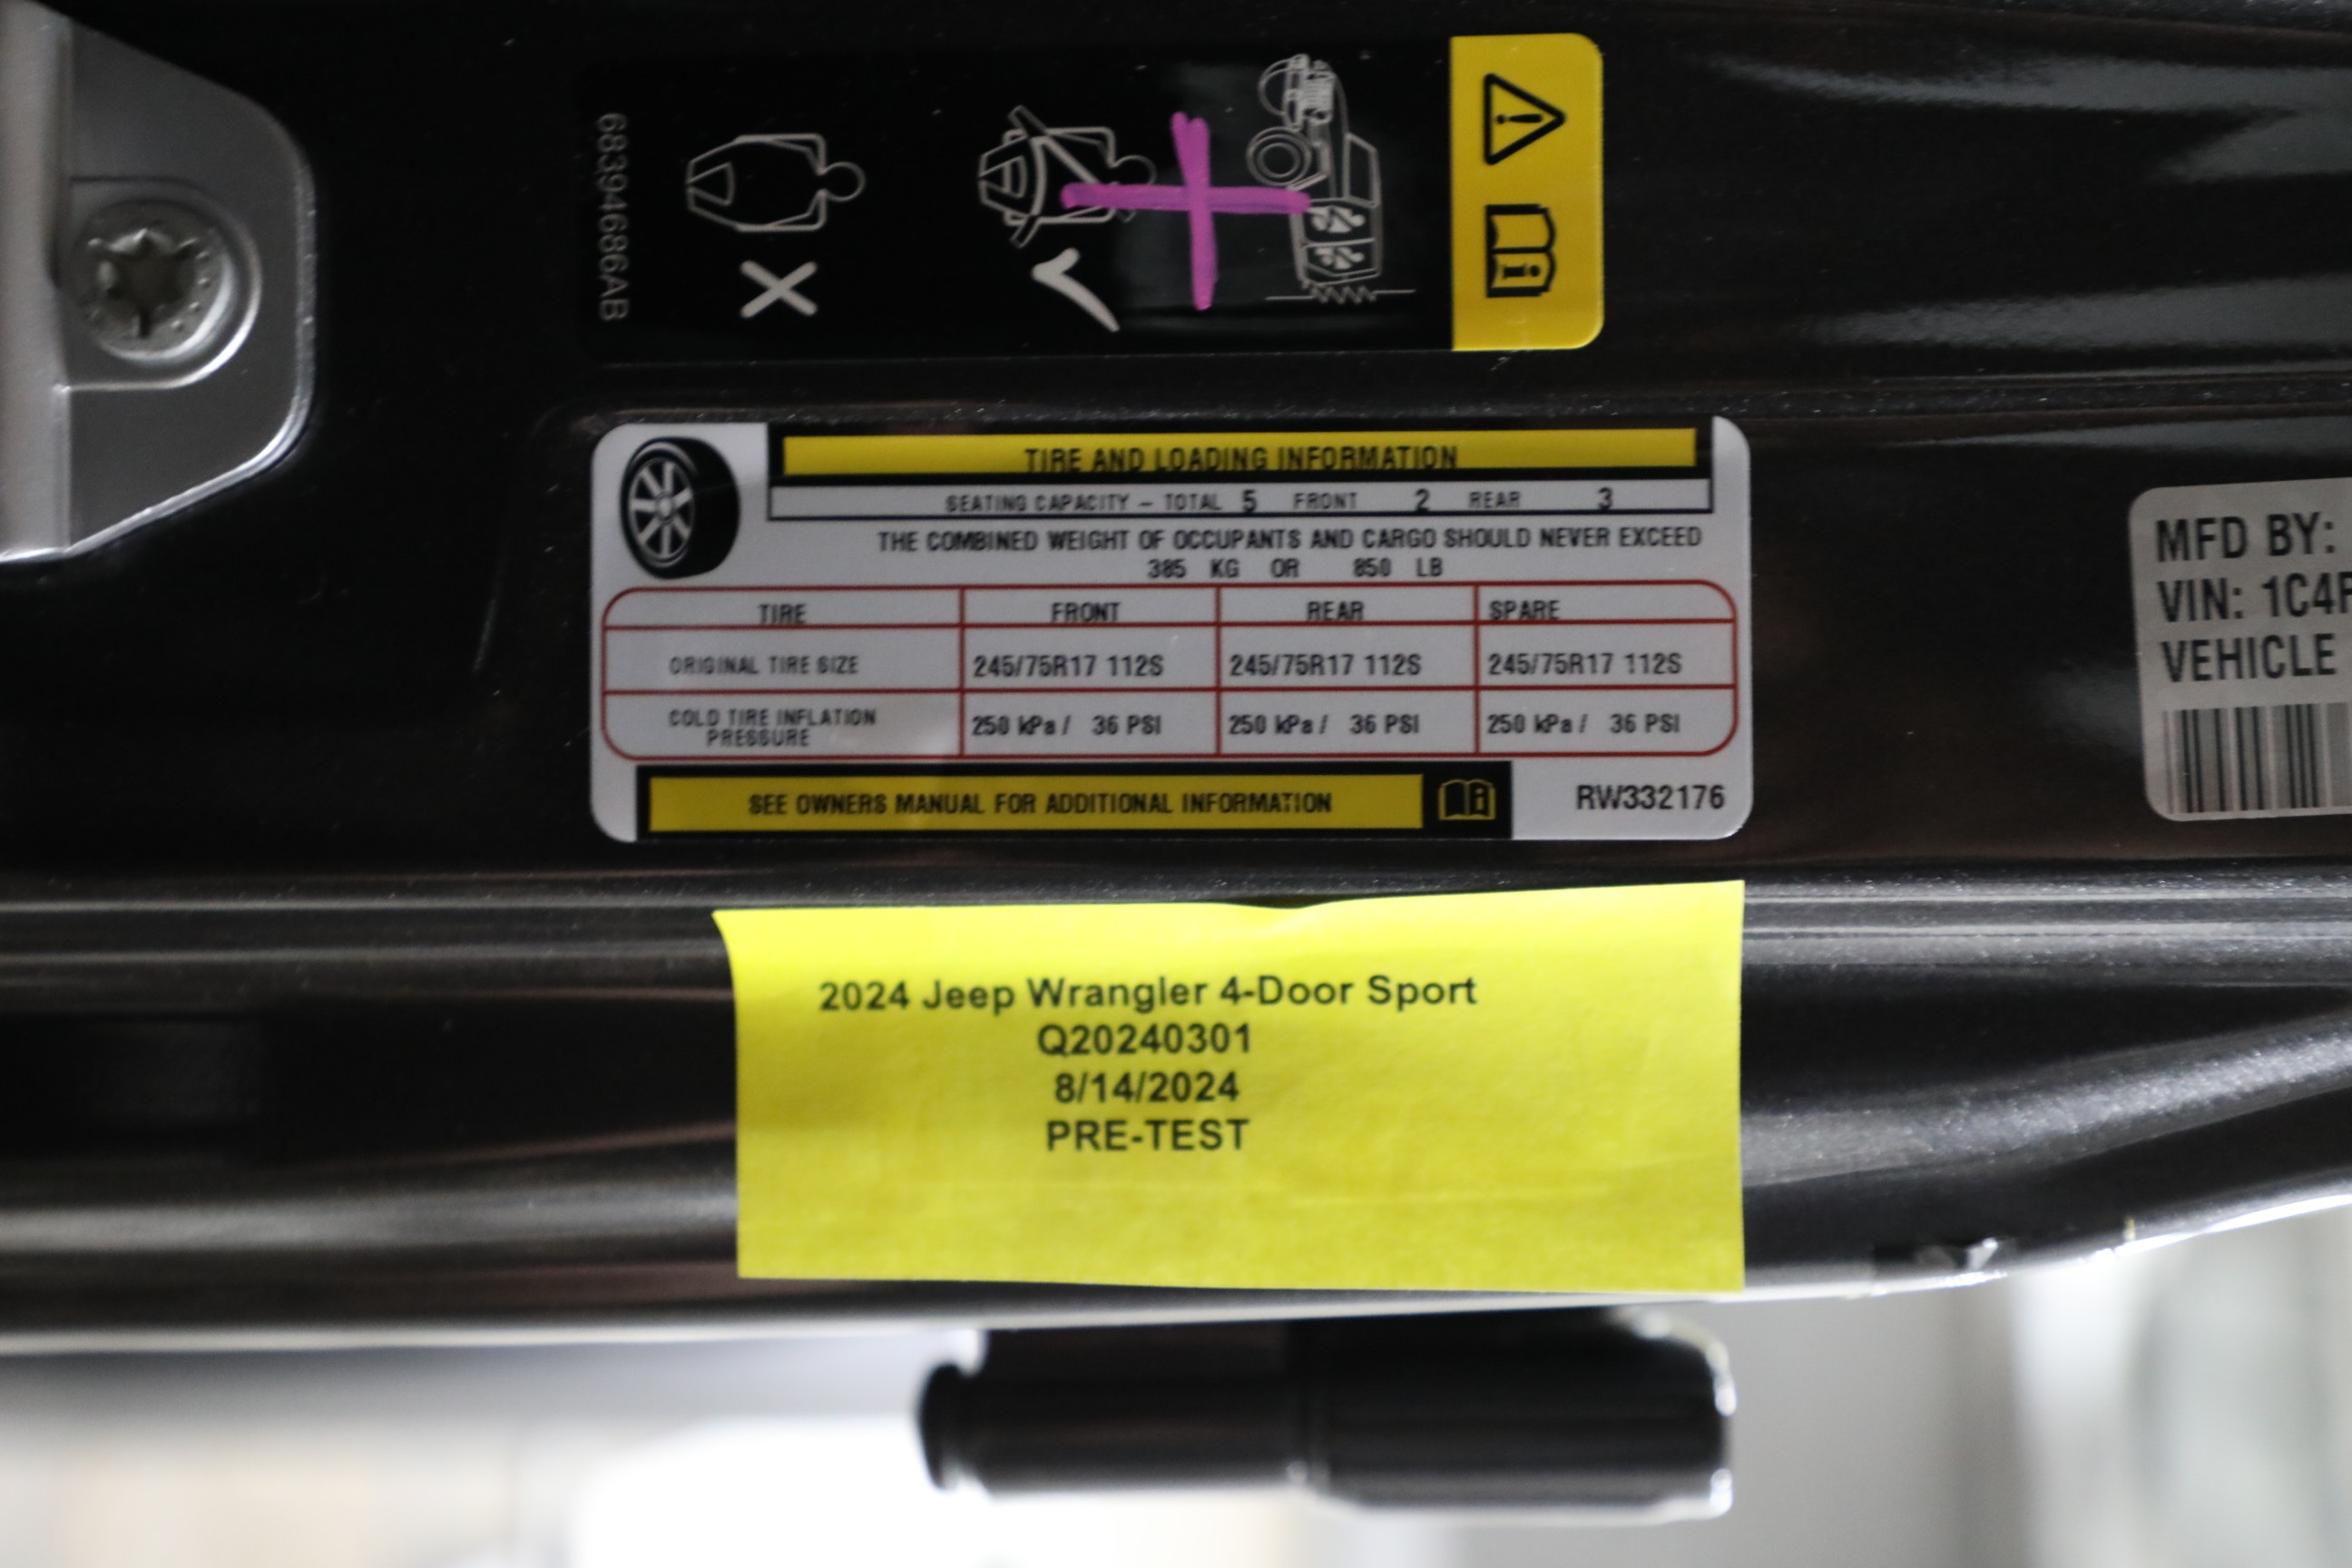 68394686AB
TIRE AND LOADING INFORMATION
SEATING CAPACITY – TOTAL 5 FRONT 2 REAR 3
THE COMBINED WEIGHT OF OCCUPANTS AND CARGO SHOULD NEVER EXCEED
385 KG OR 850 LB
TIRE FRONT REAR SPARE
ORIGINAL TIRE SIZE 245/75R17 112S 245/75R17 112S 245/75R17 112S
COLD TIRE INFLATION
PRESSURE 250 kPa / 36 PSI 250 kPa / 36 PSI 250 kPa / 36 PSI
SEE OWNERS MANUAL FOR ADDITIONAL INFORMATION
RW332176
MFD BY:
VIN: 1C4
VEHICLE
2024 Jeep Wrangler 4-Door Sport
Q20240301
8/14/2024
PRE-TEST